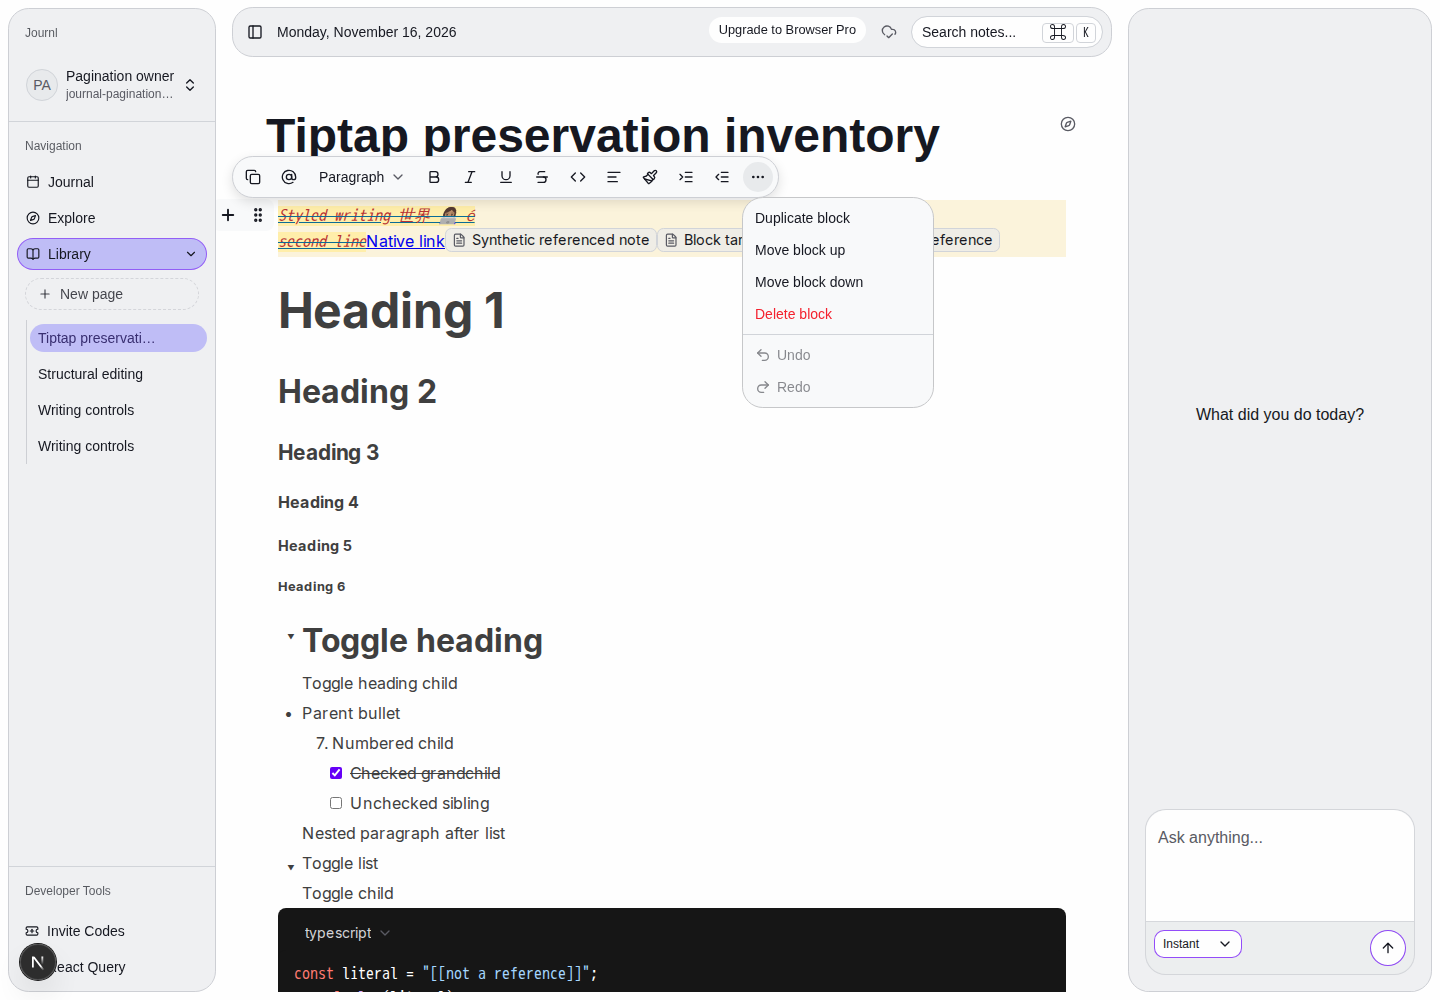 Journl
PA
Pagination owner
journal-pagination…
Navigation
Journal
Explore
Library
New page
Tiptap preservati…
Structural editing
Writing controls
Writing controls
Developer Tools
Invite Codes
N
eact Query
Monday, November 16, 2026
Upgrade to Browser Pro
Search notes...
⌘ K
Tiptap preservation inventory
Paragraph
Styled writing 世界 👩🏽‍🚀 é
second lineNative link Synthetic referenced note Block tar eference
Duplicate block
Move block up
Move block down
Delete block
Undo
Redo
Heading 1
Heading 2
Heading 3
Heading 4
Heading 5
Heading 6
Toggle heading
Toggle heading child
• Parent bullet
7. Numbered child
Checked grandchild
Unchecked sibling
Nested paragraph after list
Toggle list
Toggle child
typescript
const literal = "[[not a reference]]";
What did you do today?
Ask anything...
Instant